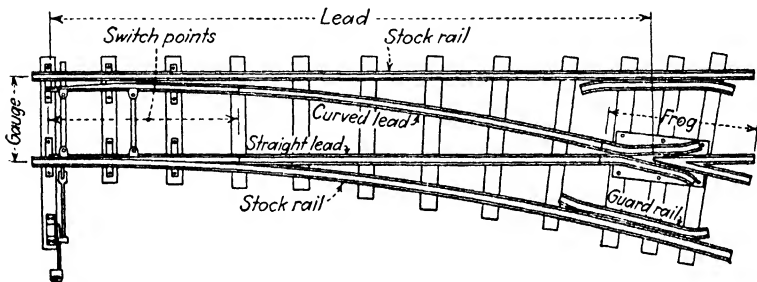 Lead
Switch points
Stock rail
Gauge
Curved lead
Frog
Straight lead
Stock rail
Guard rail